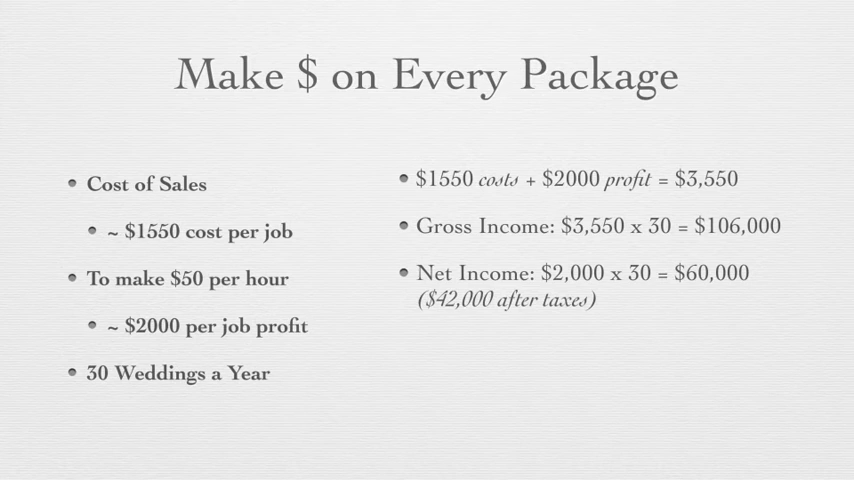 Make $ on Every Package
Cost of Sales
~ $1550 cost per job
To make $50 per hour
~ $2000 per job profit
30 Weddings a Year
$1550 costs + $2000 profit = $3,550
Gross Income: $3,550 x 30 = $106,000
Net Income: $2,000 x 30 = $60,000
($42,000 after taxes)